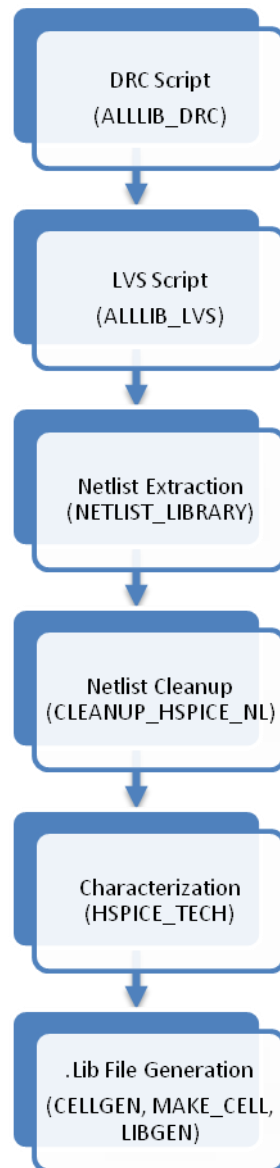 DRC Script
(ALLLIB_DRC)
LVS Script
(ALLLIB_LVS)
Netlist Extraction
(NETLIST_LIBRARY)
Netlist Cleanup
(CLEANUP_HSPICE_NL)
Characterization
(HSPICE_TECH)
.Lib File Generation
(CELLGEN, MAKE_CELL,
LIBGEN)